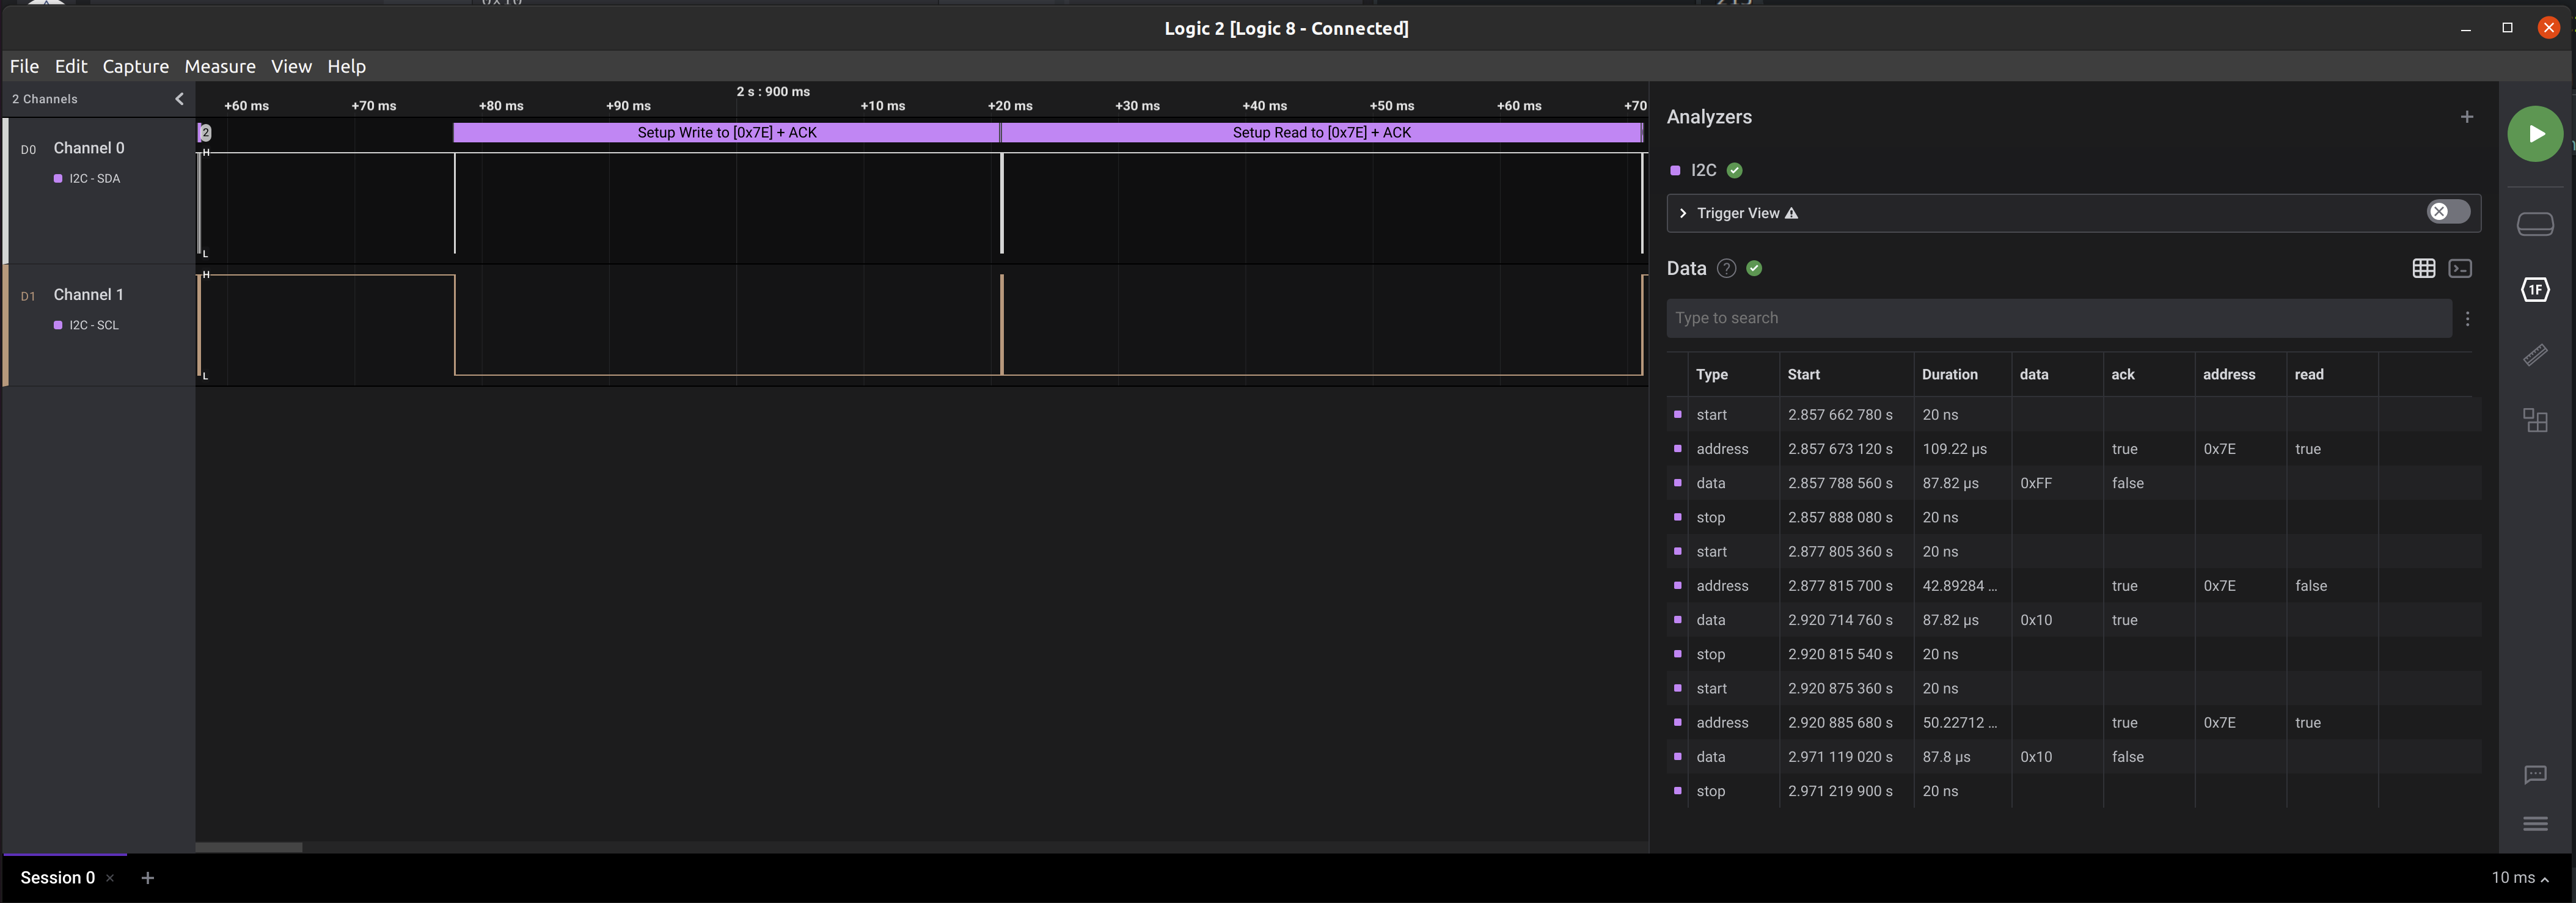 Logic 2 [Logic 8 - Connected]
File Edit Capture Measure View Help
2 Channels
2 s : 900 ms
+60 ms +70 ms +80 ms +90 ms +10 ms +20 ms +30 ms +40 ms +50 ms +60 ms +70
2 Setup Write to [0x7E] + ACK Setup Read to [0x7E] + ACK
D0 Channel 0
I2C - SDA
H
L
D1 Channel 1
I2C - SCL
H
L
Analyzers
I2C
Trigger View
Data ?
Type to search
1F
Type Start Duration data ack address read
start 2.857 662 780 s 20 ns
address 2.857 673 120 s 109.22 μs true 0x7E true
data 2.857 788 560 s 87.82 μs 0xFF false
stop 2.857 888 080 s 20 ns
start 2.877 805 360 s 20 ns
address 2.877 815 700 s 42.89284 ... true 0x7E false
data 2.920 714 760 s 87.82 μs 0x10 true
stop 2.920 815 540 s 20 ns
start 2.920 875 360 s 20 ns
address 2.920 885 680 s 50.22712 ... true 0x7E true
data 2.971 119 020 s 87.8 μs 0x10 false
stop 2.971 219 900 s 20 ns
Session 0
10 ms